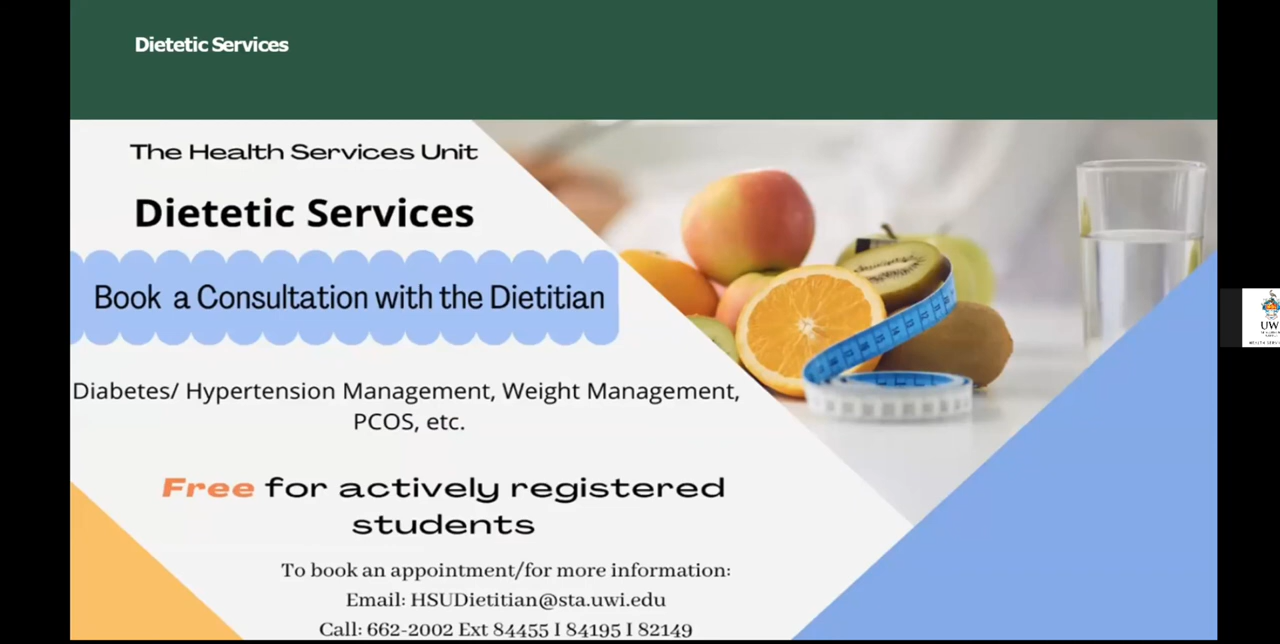 Dietetic Services
The Health Services Unit
Dietetic Services
Book a Consultation with the Dietitian
Diabetes/ Hypertension Management, Weight Management,
PCOS, etc.
Free for actively registered
students
To book an appointment/for more information:
Email: HSUDietitian@sta.uwi.edu
Call: 662-2002 Ext 84455 I 84195 I 82149
UW